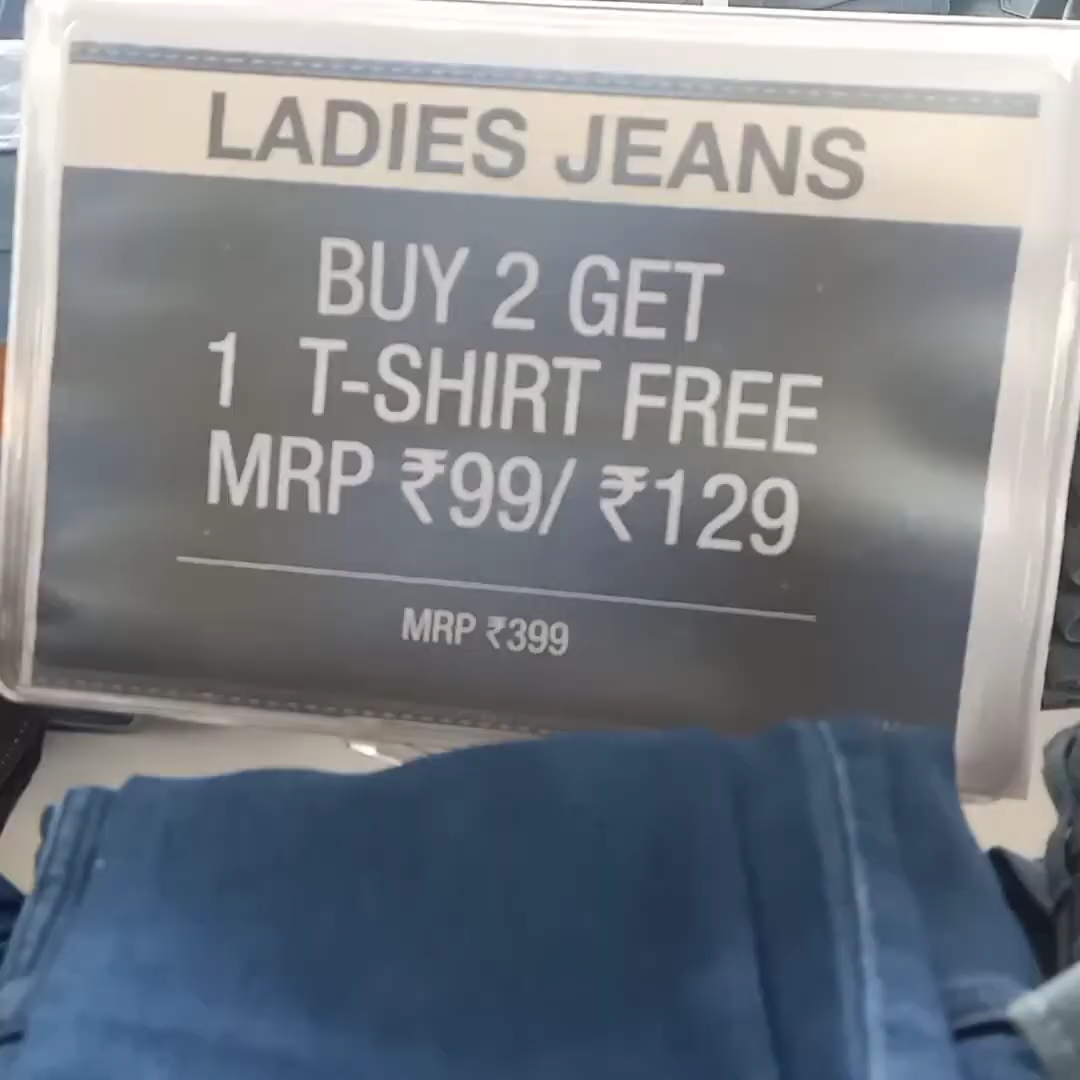 LADIES JEANS
BUY 2 GET
1 T-SHIRT FREE
MRP ₹99/ ₹129
MRP ₹399